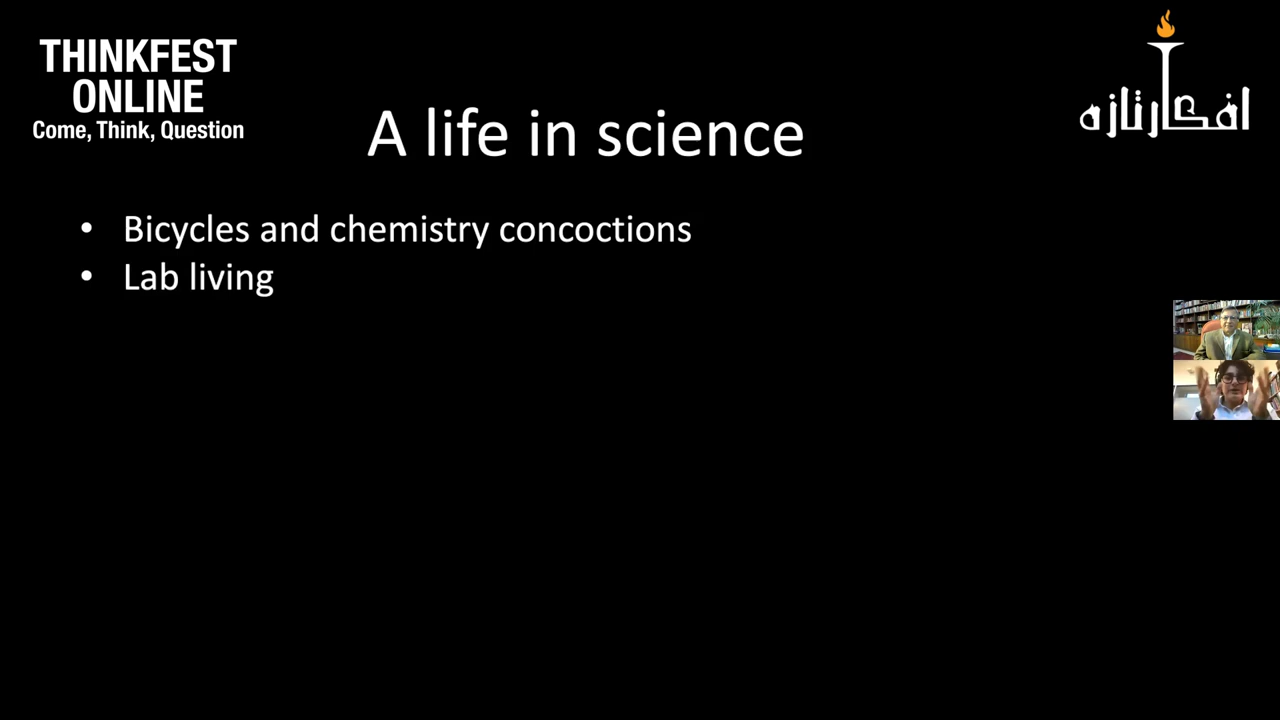 THINKFEST
ONLINE
Come, Think, Question
افکارتازہ
A life in science
• Bicycles and chemistry concoctions
• Lab living